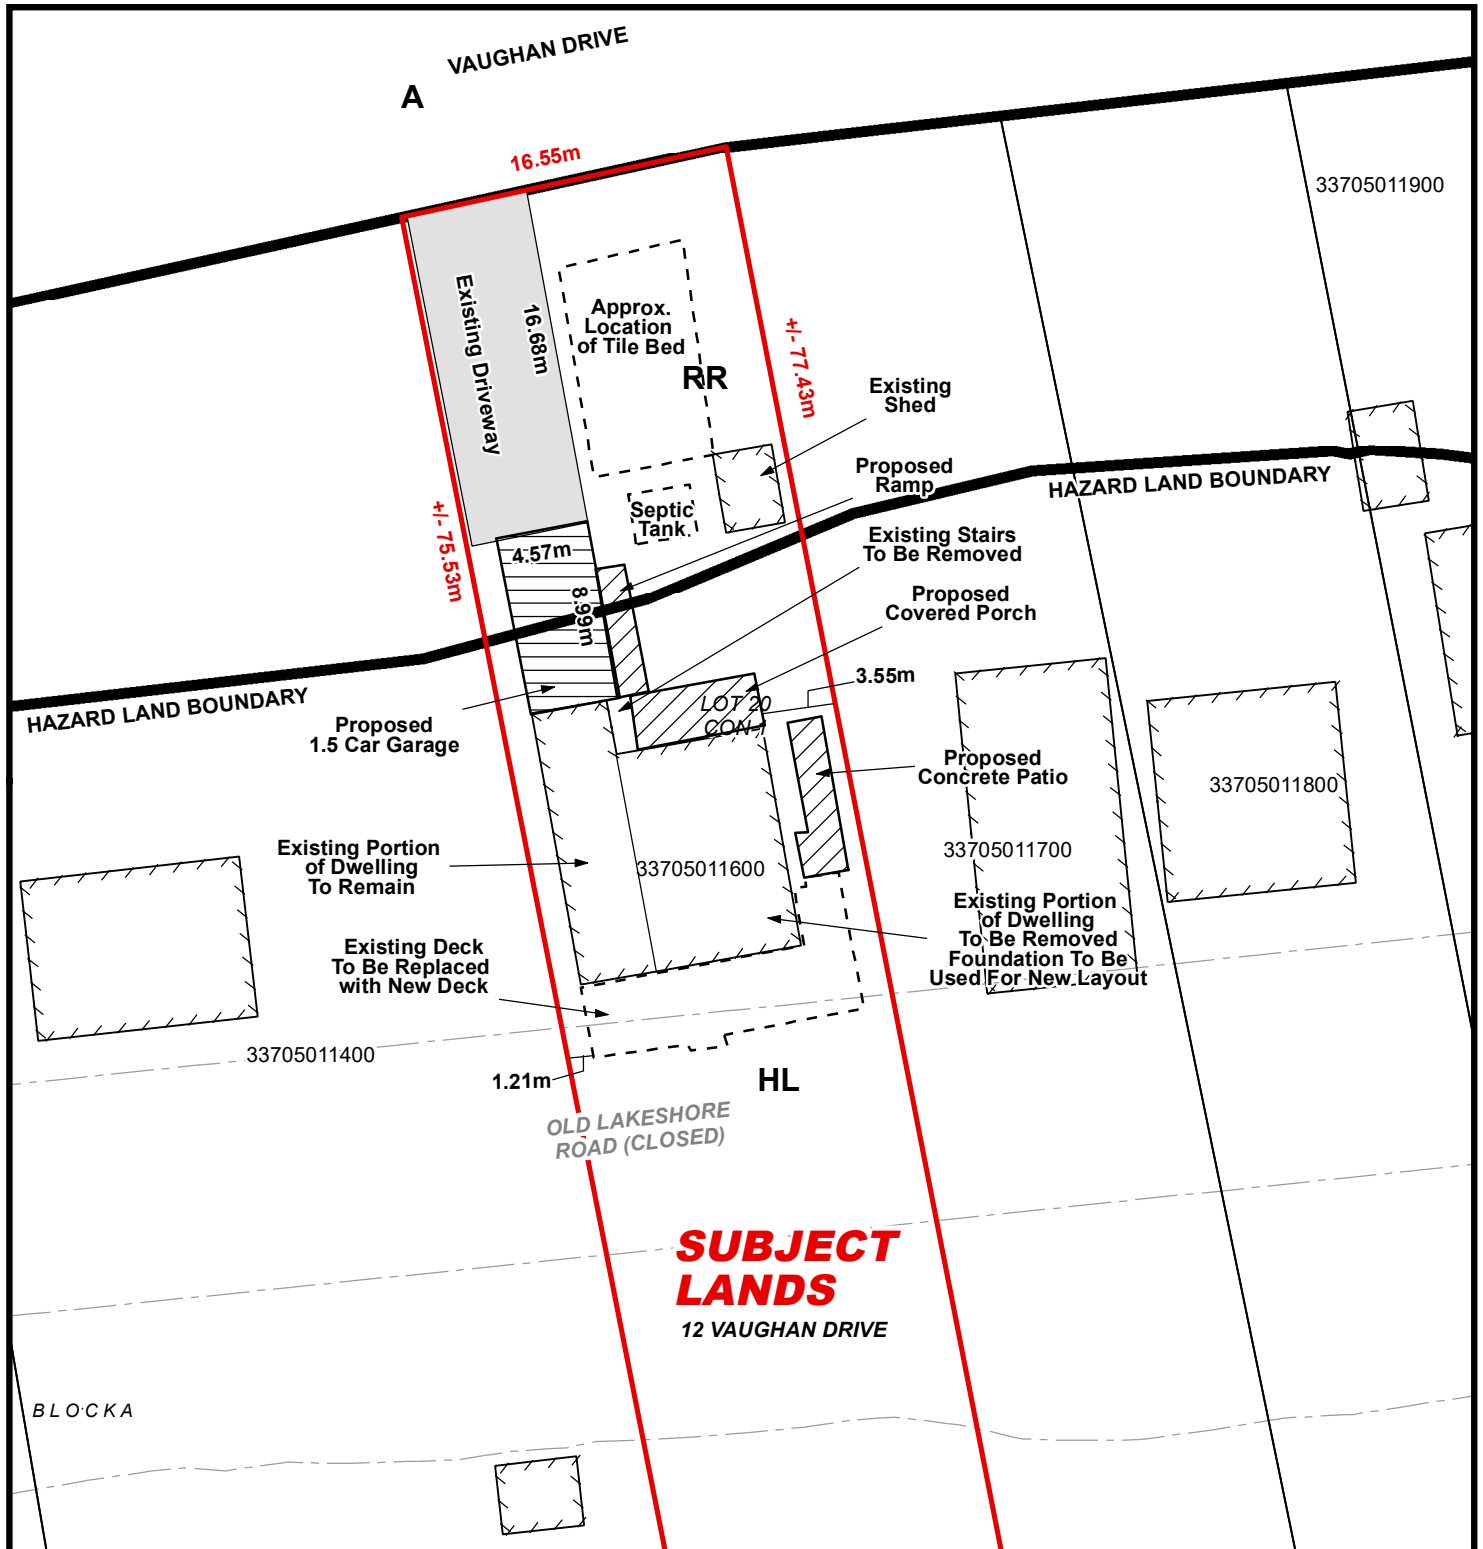 VAUGHAN DRIVE
A
16.55m
33705011900
Existing Driveway
16.68m
Approx.
Location
of Tile Bed
RR
+/- 77.43m
Existing
Shed
Proposed
Ramp
HAZARD LAND BOUNDARY
+/- 75.53m
Septic
Tank
4.57m
Existing Stairs
To Be Removed
8.99m
Proposed
Covered Porch
3.55m
HAZARD LAND BOUNDARY
LOT 20
CON-1
Proposed
1.5 Car Garage
Proposed
Concrete Patio
33705011800
Existing Portion
of Dwelling
To Remain
33705011600
33705011700
Existing Portion
of Dwelling
To Be Removed
Foundation To Be
Used For New Layout
Existing Deck
To Be Replaced
with New Deck
33705011400
1.21m
HL
OLD LAKESHORE
ROAD (CLOSED)
SUBJECT
LANDS
12 VAUGHAN DRIVE
BLOCK A